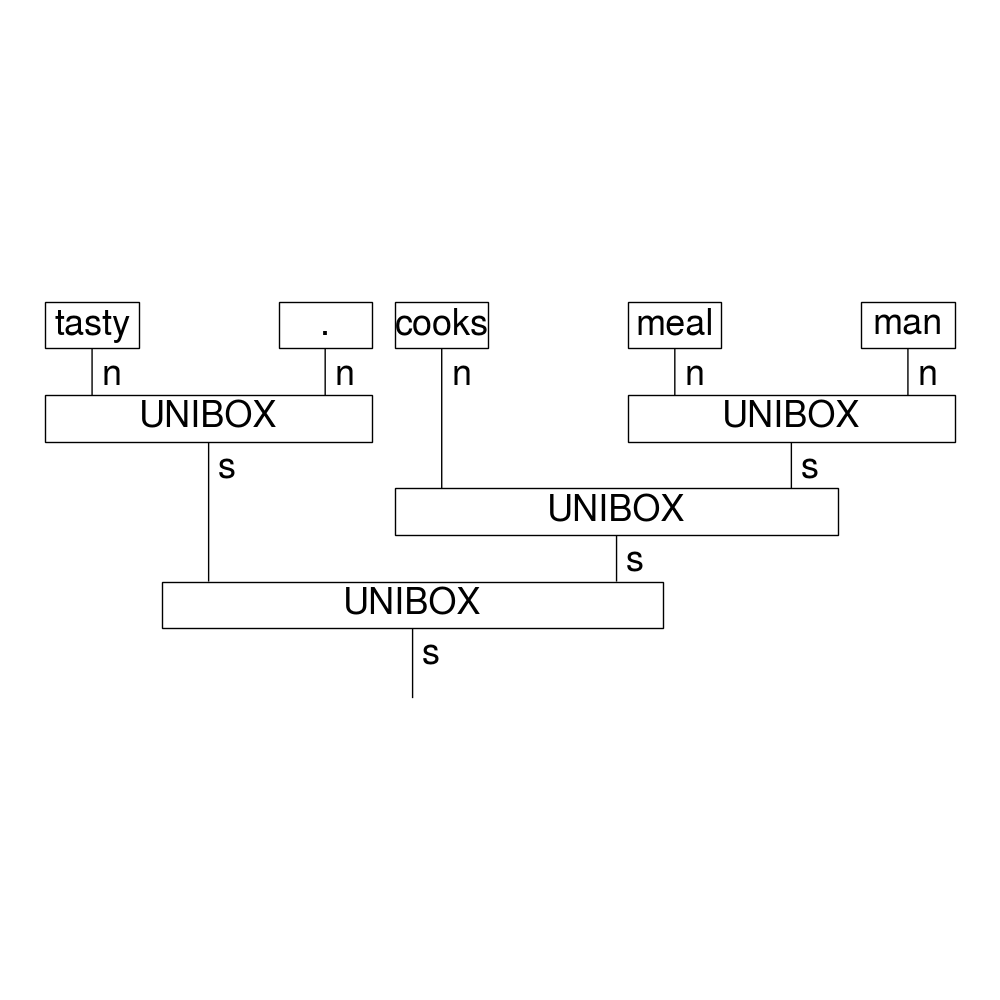 tasty . cooks meal man
n n n n n
UNIBOX UNIBOX
s s
UNIBOX
s
UNIBOX
s